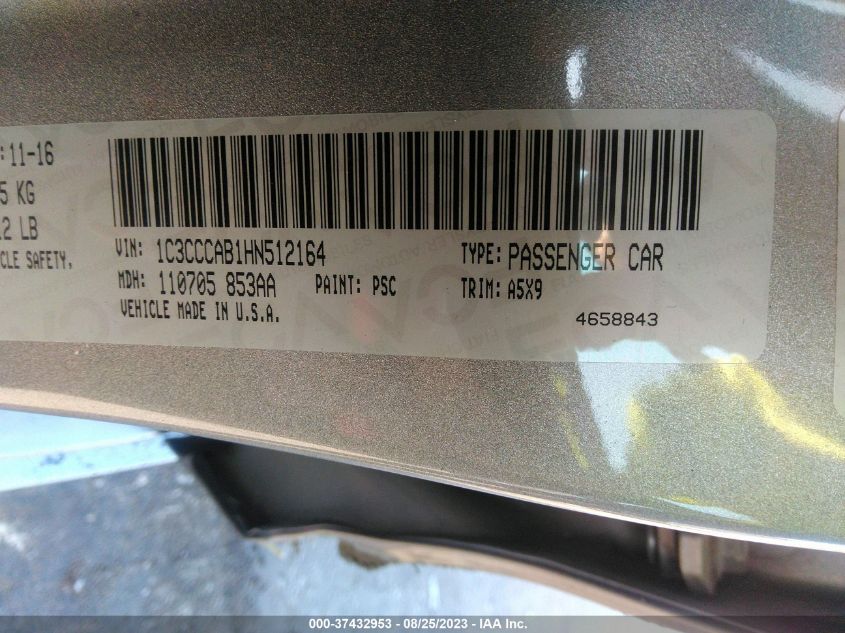 :11-16
5 KG
12 LB
CLE SAFETY,
VIN: 1C3CCCAB1HN512164 TYPE: PASSENGER CAR
MDH: 110705 853AA PAINT: PSC TRIM: A5X9
VEHICLE MADE IN U.S.A. 4658843
000-37432953 - 08/25/2023 - IAA Inc.